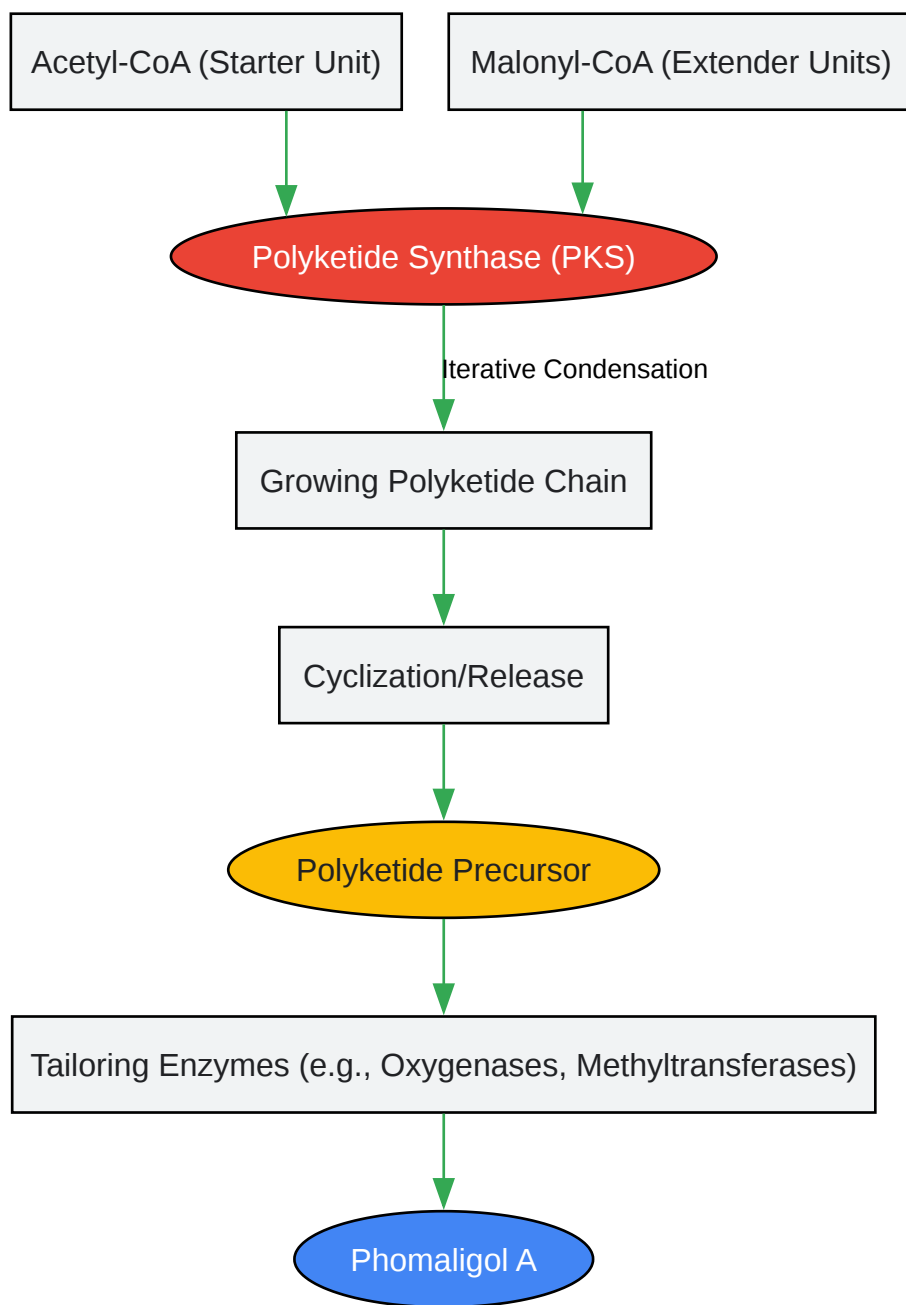 Acetyl-CoA (Starter Unit)
Malonyl-CoA (Extender Units)
Polyketide Synthase (PKS)
Iterative Condensation
Growing Polyketide Chain
Cyclization/Release
Polyketide Precursor
Tailoring Enzymes (e.g., Oxygenases, Methyltransferases)
Phomaligol A